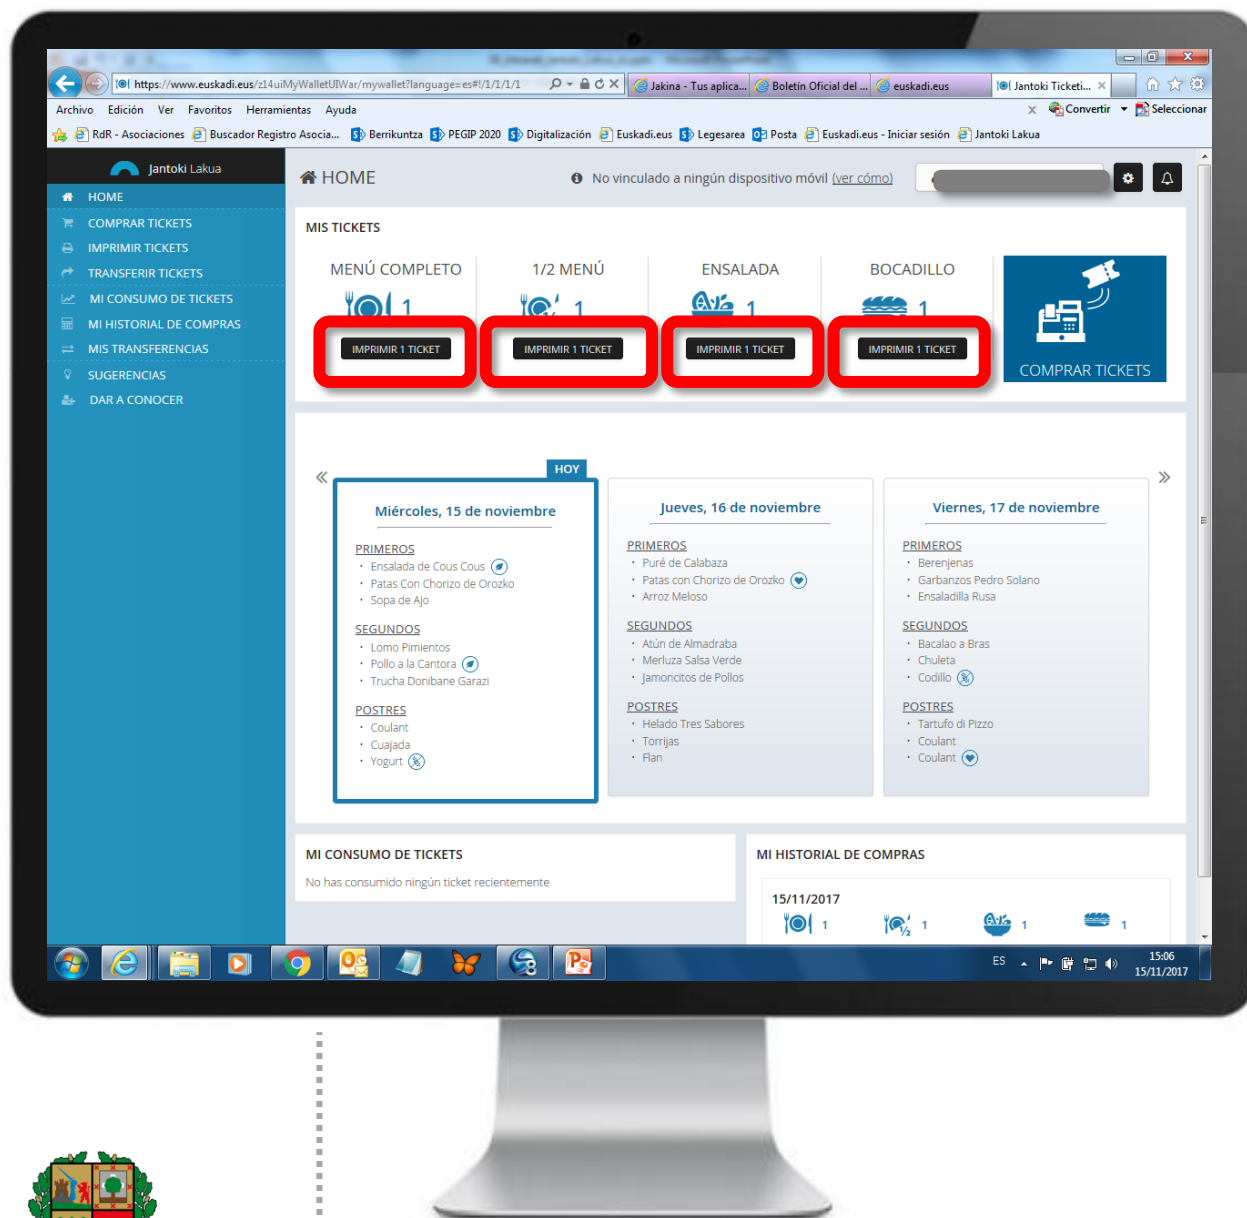 https://www.euskadi.eus/z14uiMyWalletUIWar/mywallet?language=es#!/1/1/1/1
Jakina - Tus aplica...
Boletín Oficial del ...
euskadi.eus
Jantoki Ticketi...
Archivo Edición Ver Favoritos Herramientas Ayuda
x Convertir Seleccionar
RdR - Asociaciones Buscador Registro Asocia... Berrikuntza PEGIP 2020 Digitalización Euskadi.eus Legesarea Posta Euskadi.eus - Iniciar sesión Jantoki Lakua
Jantoki Lakua
HOME
COMPRAR TICKETS
IMPRIMIR TICKETS
TRANSFERIR TICKETS
MI CONSUMO DE TICKETS
MI HISTORIAL DE COMPRAS
MIS TRANSFERENCIAS
SUGERENCIAS
DAR A CONOCER
HOME
No vinculado a ningún dispositivo móvil (ver cómo)
MIS TICKETS
MENÚ COMPLETO
1
IMPRIMIR 1 TICKET
1/2 MENÚ
1
IMPRIMIR 1 TICKET
ENSALADA
1
IMPRIMIR 1 TICKET
BOCADILLO
1
IMPRIMIR 1 TICKET
COMPRAR TICKETS
«
»
HOY
Miércoles, 15 de noviembre
PRIMEROS
· Ensalada de Cous Cous
· Patas Con Chorizo de Orozko
· Sopa de Ajo
SEGUNDOS
· Lomo Pimientos
· Pollo a la Cantora
· Trucha Donibane Garazi
POSTRES
· Coulant
· Cuajada
· Yogurt
Jueves, 16 de noviembre
PRIMEROS
· Puré de Calabaza
· Patas con Chorizo de Orozko
· Arroz Meloso
SEGUNDOS
· Atún de Almadraba
· Merluza Salsa Verde
· Jamoncitos de Pollos
POSTRES
· Helado Tres Sabores
· Torrijas
· Flan
Viernes, 17 de noviembre
PRIMEROS
· Berenjenas
· Garbanzos Pedro Solano
· Ensaladilla Rusa
SEGUNDOS
· Bacalao a Bras
· Chuleta
· Codillo
POSTRES
· Tartufo di Pizzo
· Coulant
· Coulant
MI CONSUMO DE TICKETS
No has consumido ningún ticket recientemente
MI HISTORIAL DE COMPRAS
15/11/2017
1 1/2 1 1 1
ES
15:06
15/11/2017